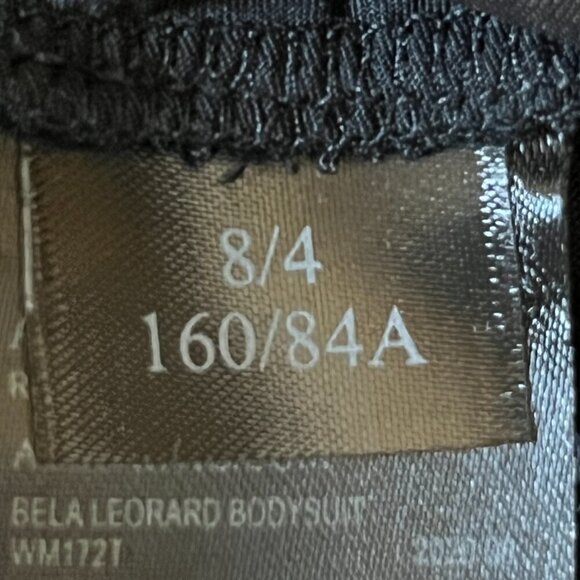 8/4
160/84A
R
A
BELA LEORARD BODYSUIT
WM172T